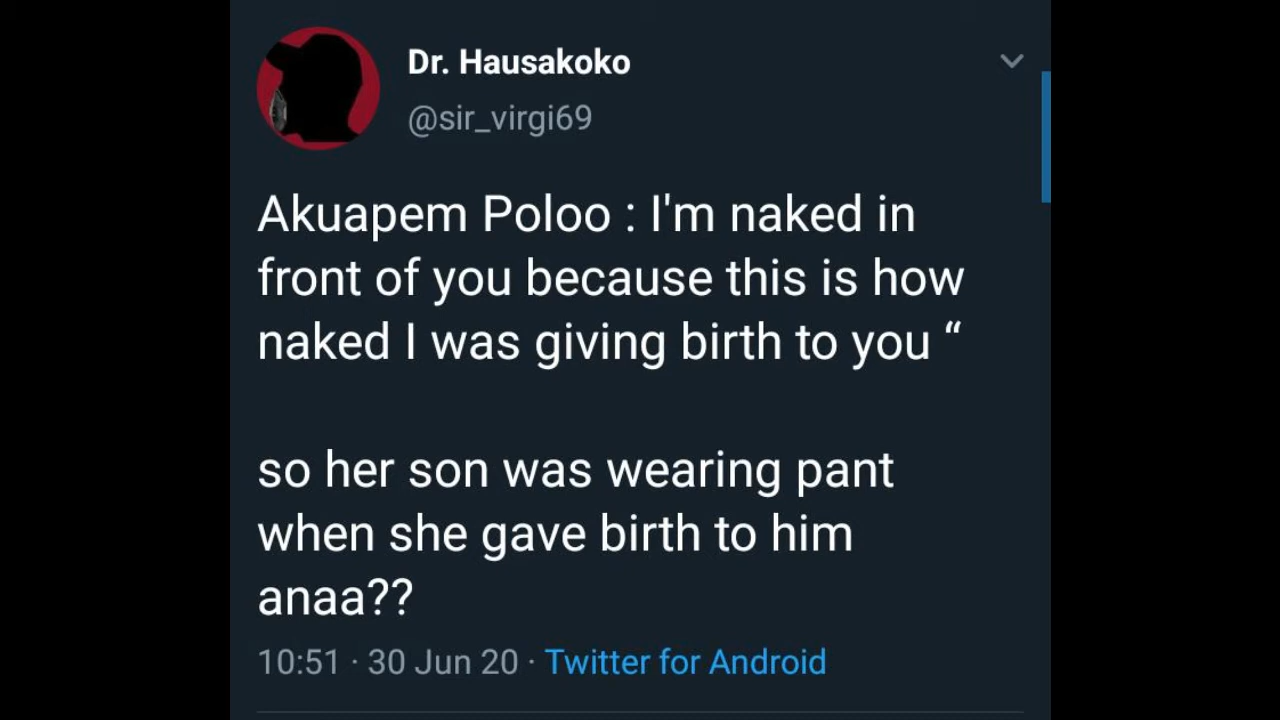 Dr. Hausakoko
@sir_virgi69
Akuapem Poloo : I'm naked in
front of you because this is how
naked I was giving birth to you “
so her son was wearing pant
when she gave birth to him
anaa??
10:51 · 30 Jun 20 · Twitter for Android